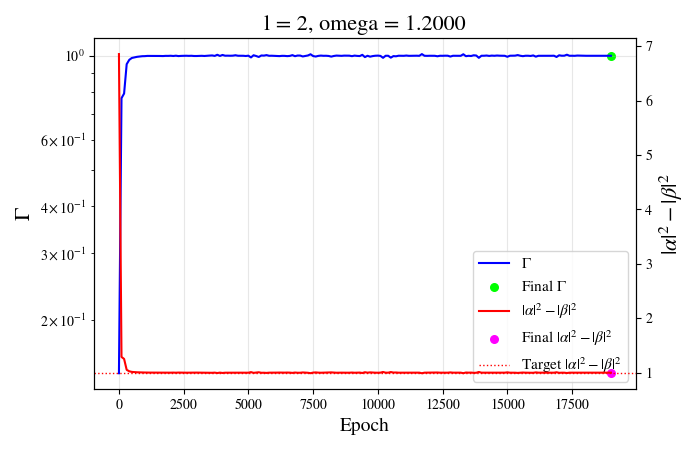 l = 2, omega = 1.2000
10⁰
6 × 10⁻¹
4 × 10⁻¹
3 × 10⁻¹
2 × 10⁻¹
Γ
7
6
5
4
3
2
1
|α|² − |β|²
Γ
Final Γ
|α|² − |β|²
Final |α|² − |β|²
Target |α|² − |β|²
0 2500 5000 7500 10000 12500 15000 17500
Epoch